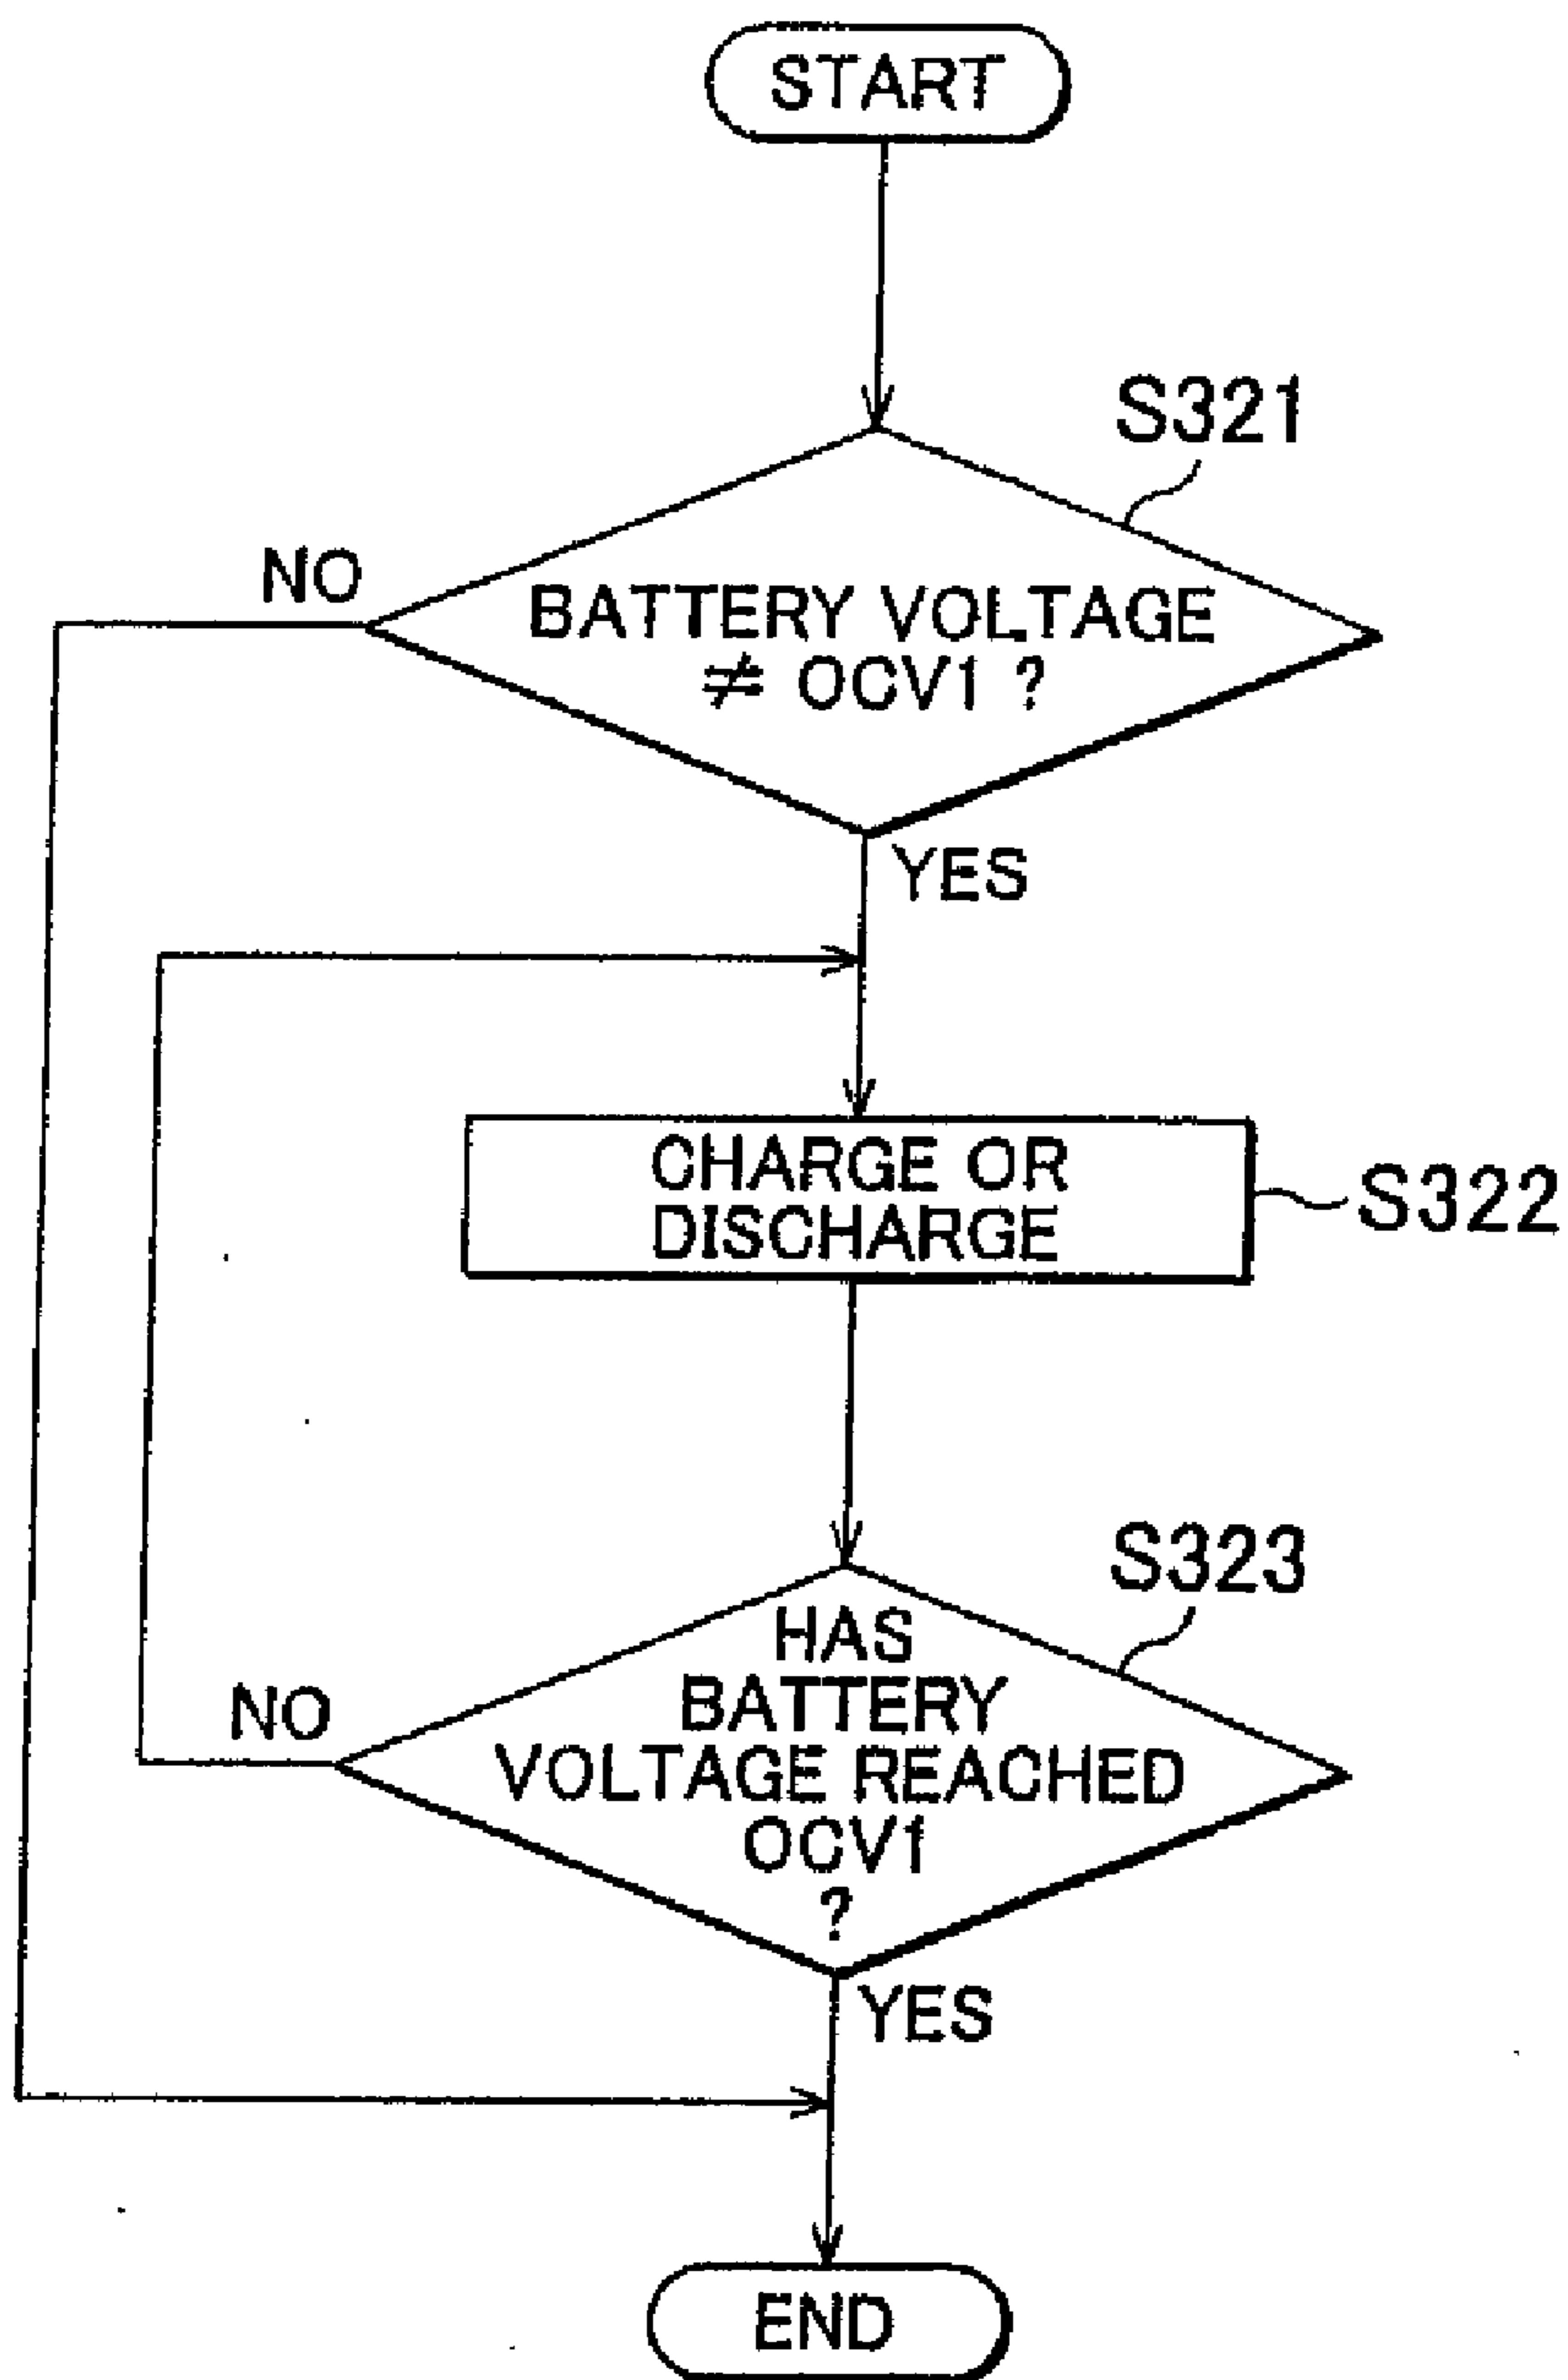 START
S321
NO
BATTERY VOLTAGE
≠ OCV1 ?
YES
CHARGE OR
DISCHARGE
S322
S323
HAS
BATTERY
VOLTAGE REACHED
OCV1
?
NO
YES
END